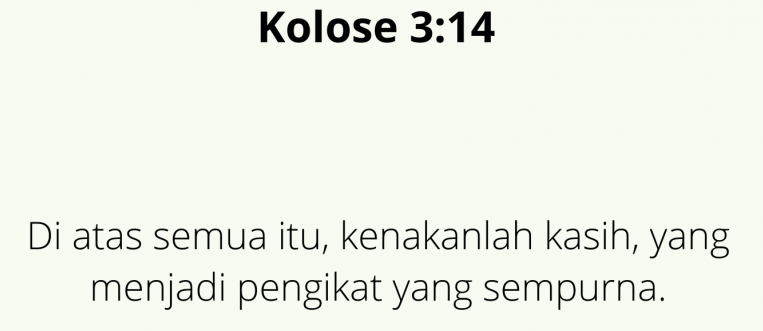 Kolose 3:14
Di atas semua itu, kenakanlah kasih, yang
menjadi pengikat yang sempurna.